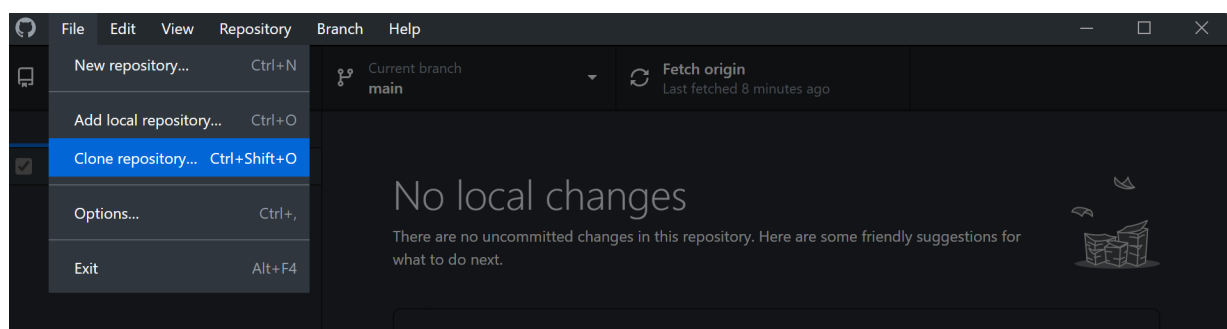 File Edit View Repository Branch Help
New repository... Ctrl+N
Add local repository... Ctrl+O
Clone repository... Ctrl+Shift+O
Options... Ctrl+,
Exit Alt+F4
Current branch
main
Fetch origin
Last fetched 8 minutes ago
No local changes
There are no uncommitted changes in this repository. Here are some friendly suggestions for
what to do next.